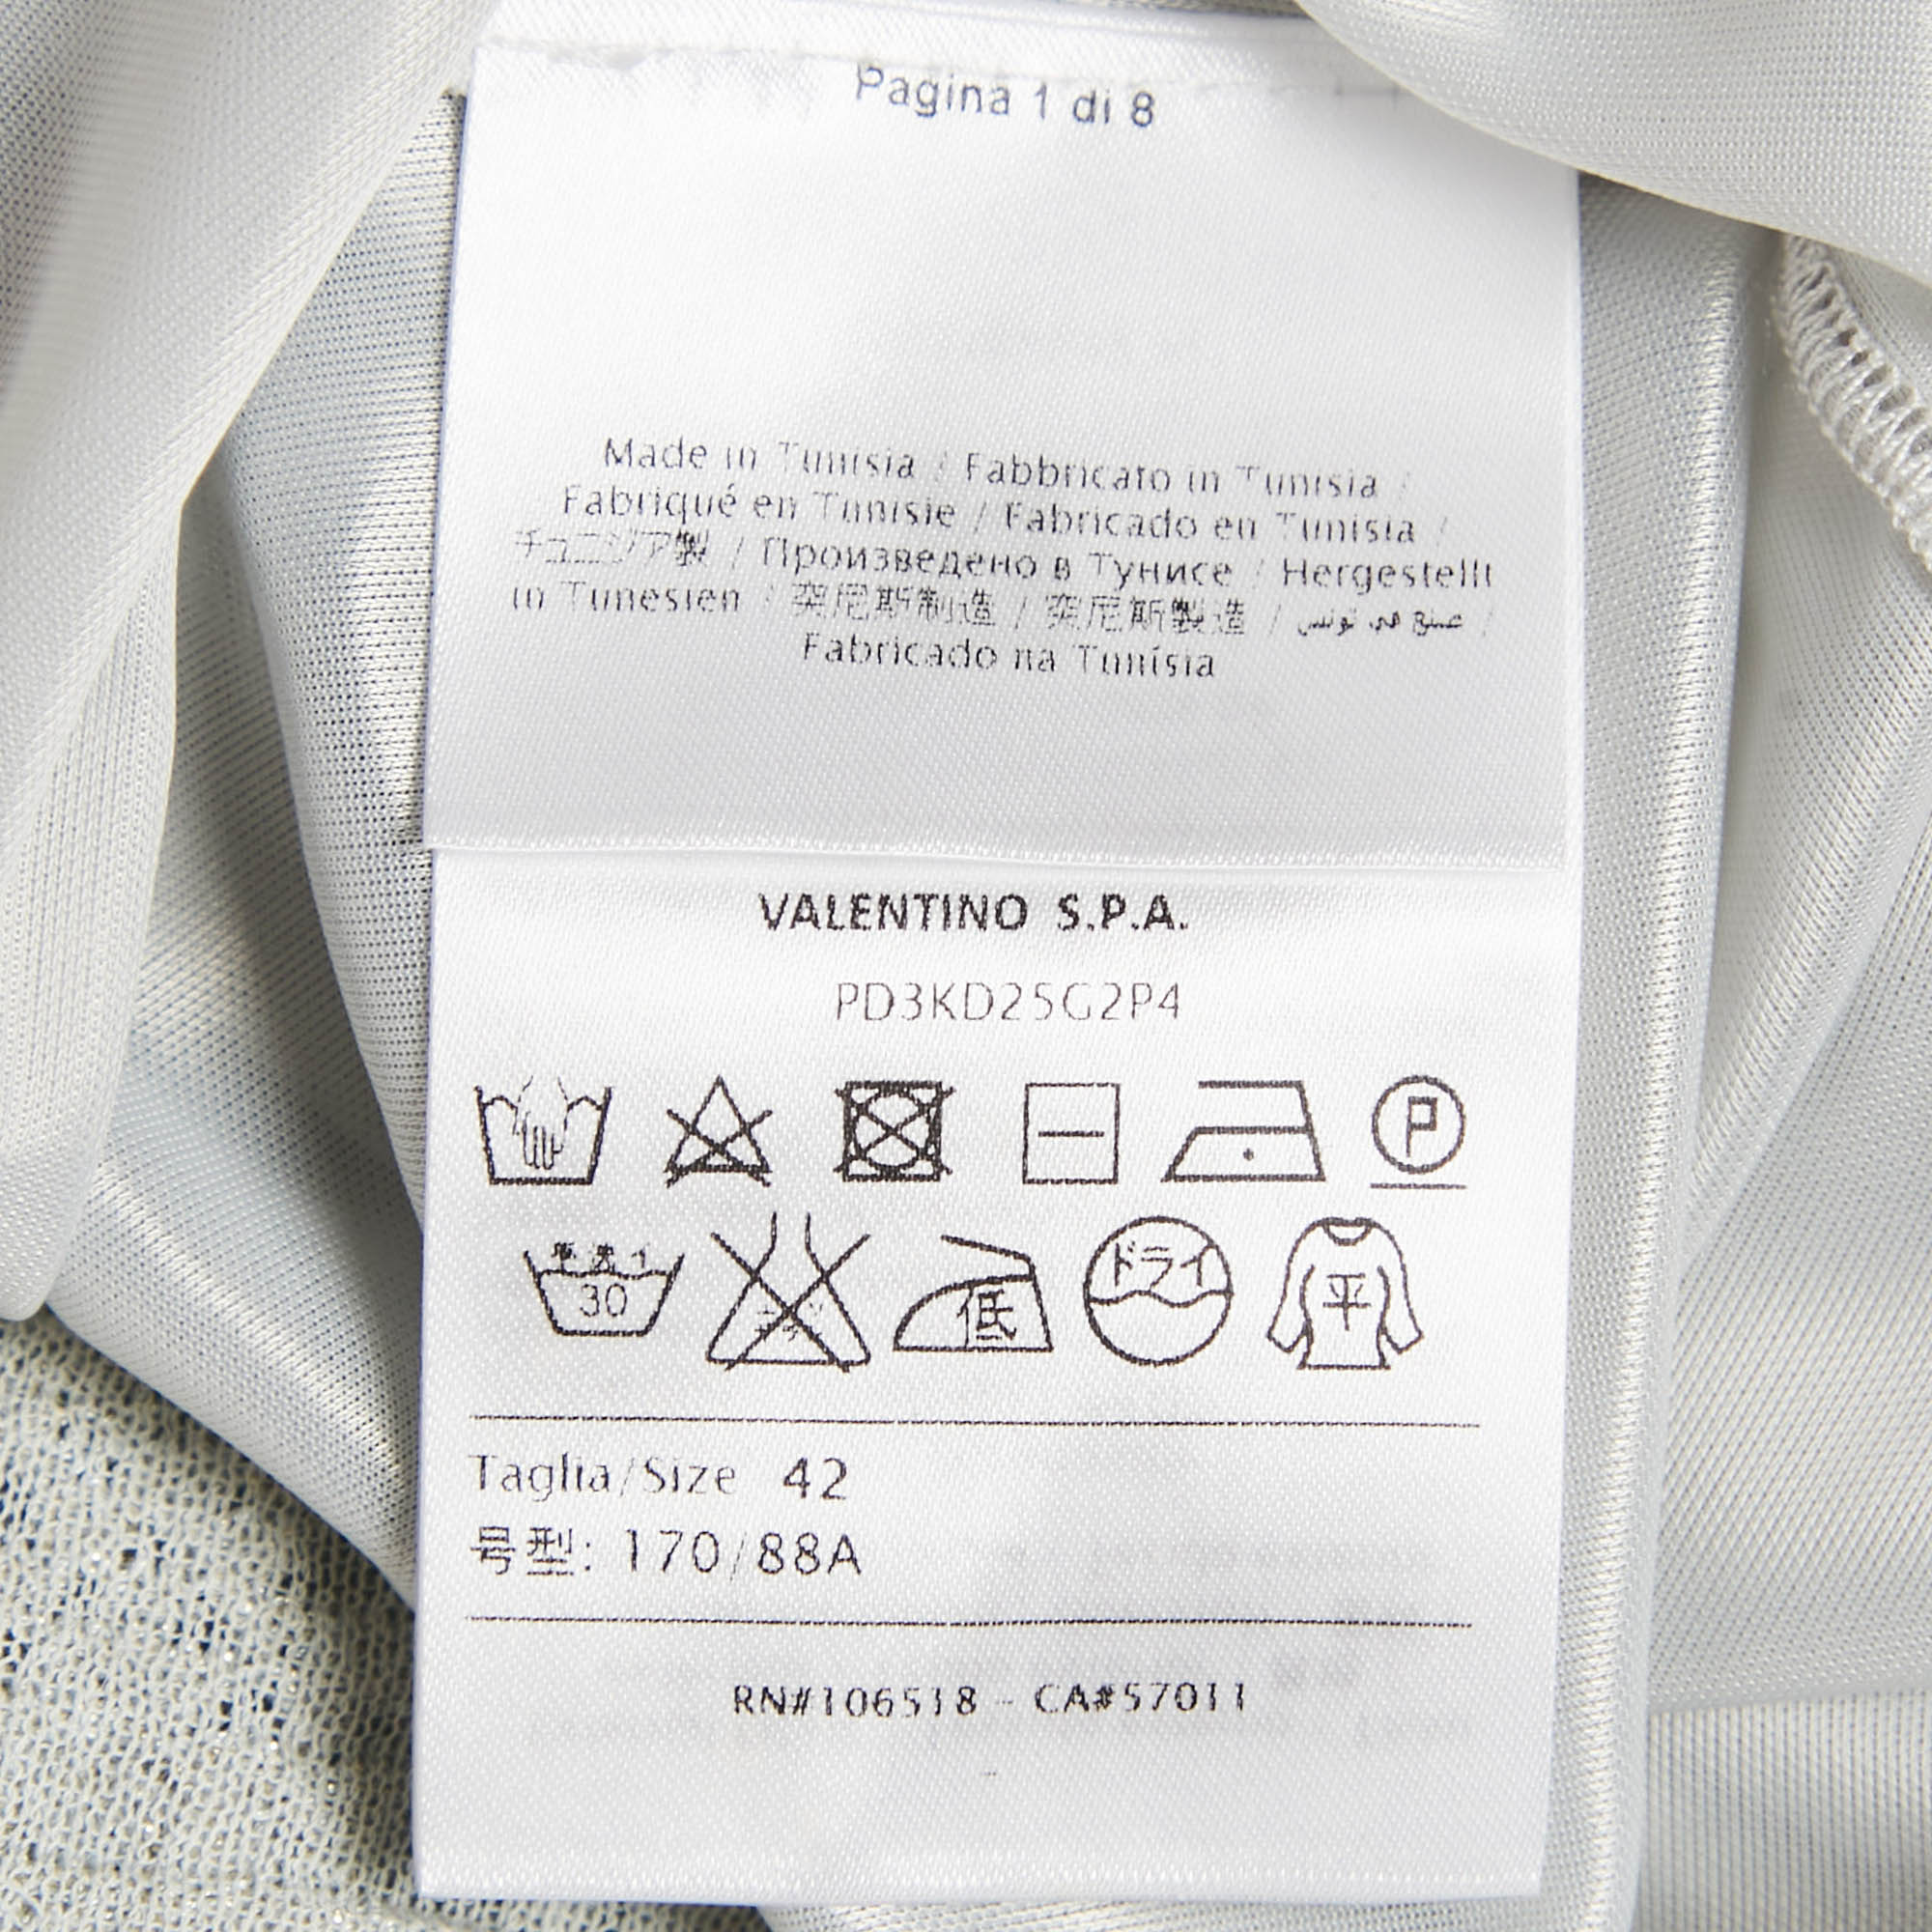 Pagina 1 di 8
Made in Tunisia / Fabbricato in Tunisia /
Fabriqué en Tunisie / Fabricado en Tunisia /
チュニジア製 / Произведено в Тунисе / Hergestellt
in Tunesien / 突尼斯制造 / 突尼斯製造 / صنع في تونس /
Fabricado na Tunísia
VALENTINO S.P.A.
PD3KD25G2P4
P
30
低
ドライ
平
Taglia/Size 42
号型: 170/88A
RN#106518 - CA#57011